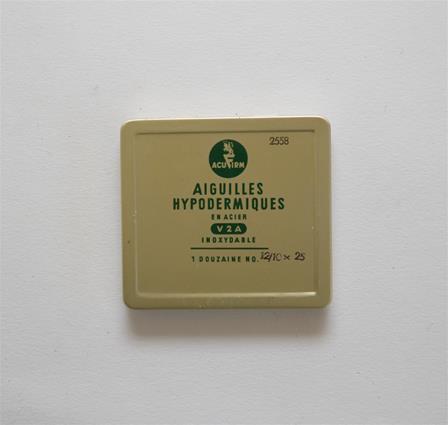 2558
ACUFIRM
AIGUILLES
HYPODERMIQUES
EN ACIER
V2A
INOXYDABLE
1 DOUZAINE NO. 12/10 x 25